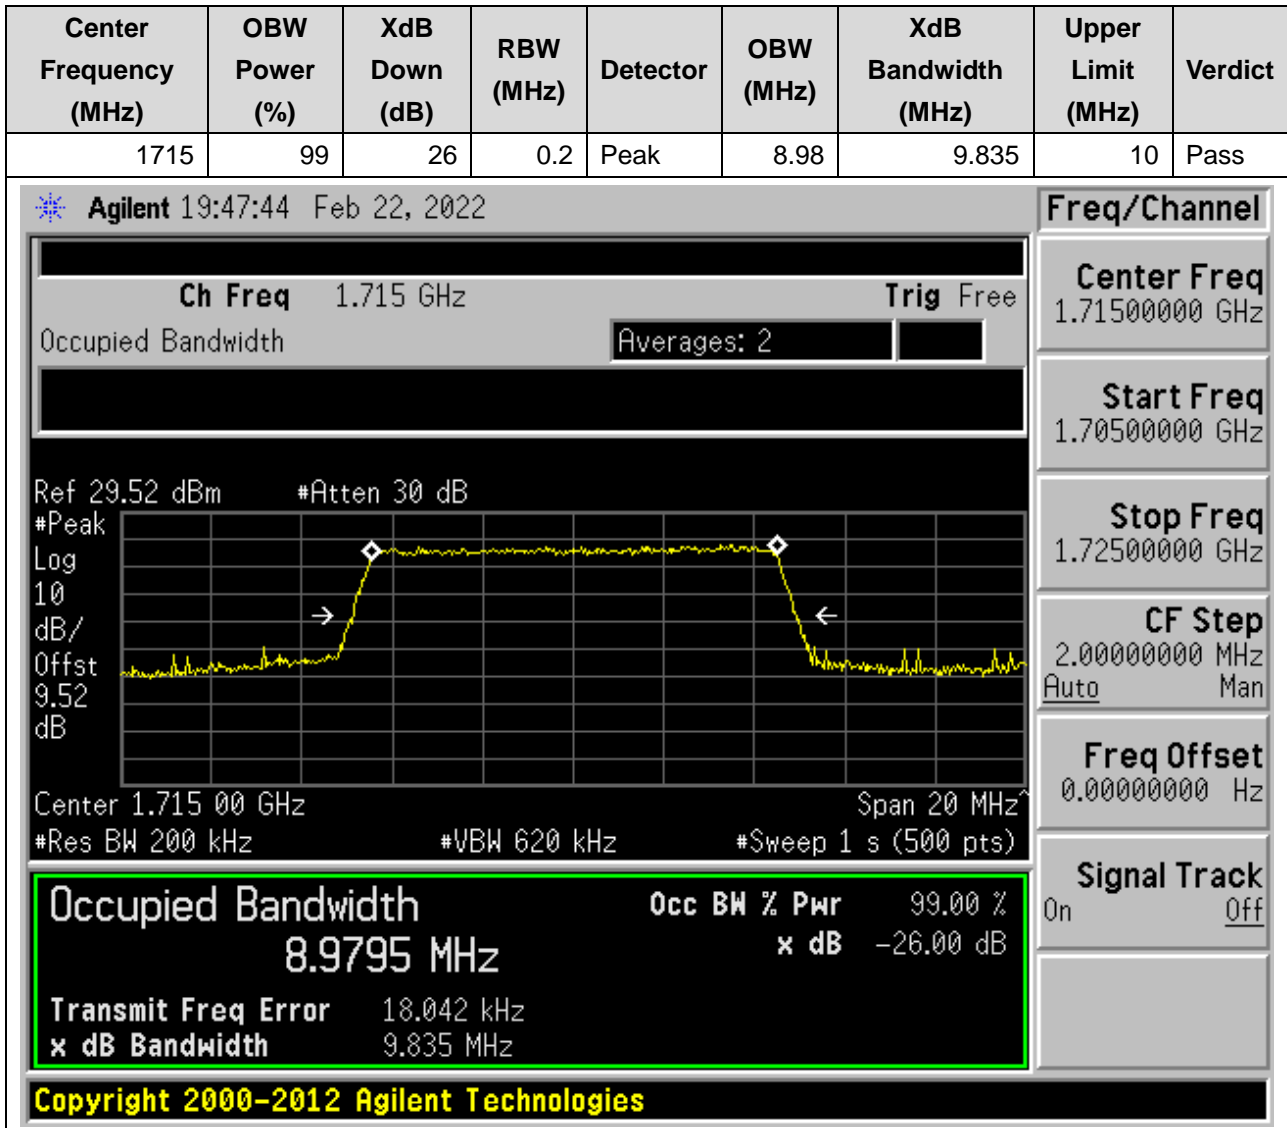 Center Frequency (MHz) OBW Power (%) XdB Down (dB) RBW (MHz) Detector OBW (MHz) XdB Bandwidth (MHz) Upper Limit (MHz) Verdict
1715 99 26 0.2 Peak 8.98 9.835 10 Pass
Agilent 19:47:44 Feb 22, 2022
Freq/Channel
Ch Freq 1.715 GHz Trig Free
Occupied Bandwidth Averages: 2
Center Freq
1.71500000 GHz
Start Freq
1.70500000 GHz
Stop Freq
1.72500000 GHz
CF Step
2.00000000 MHz
Auto Man
Freq Offset
0.00000000 Hz
Signal Track
On Off
Ref 29.52 dBm #Atten 30 dB
#Peak
Log
10
dB/
Offst
9.52
dB
Center 1.715 00 GHz Span 20 MHz^
#Res BW 200 kHz #VBW 620 kHz #Sweep 1 s (500 pts)
Occupied Bandwidth Occ BW % Pwr 99.00 %
8.9795 MHz x dB -26.00 dB
Transmit Freq Error 18.042 kHz
x dB Bandwidth 9.835 MHz
Copyright 2000-2012 Agilent Technologies